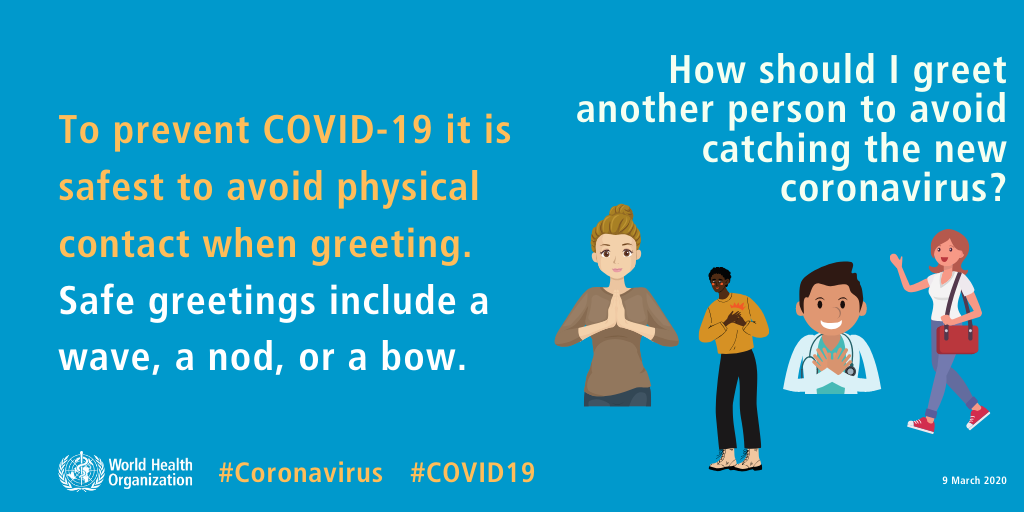 How should I greet
another person to avoid
catching the new
coronavirus?
To prevent COVID-19 it is
safest to avoid physical
contact when greeting.
Safe greetings include a
wave, a nod, or a bow.
World Health
Organization
#Coronavirus #COVID19
9 March 2020